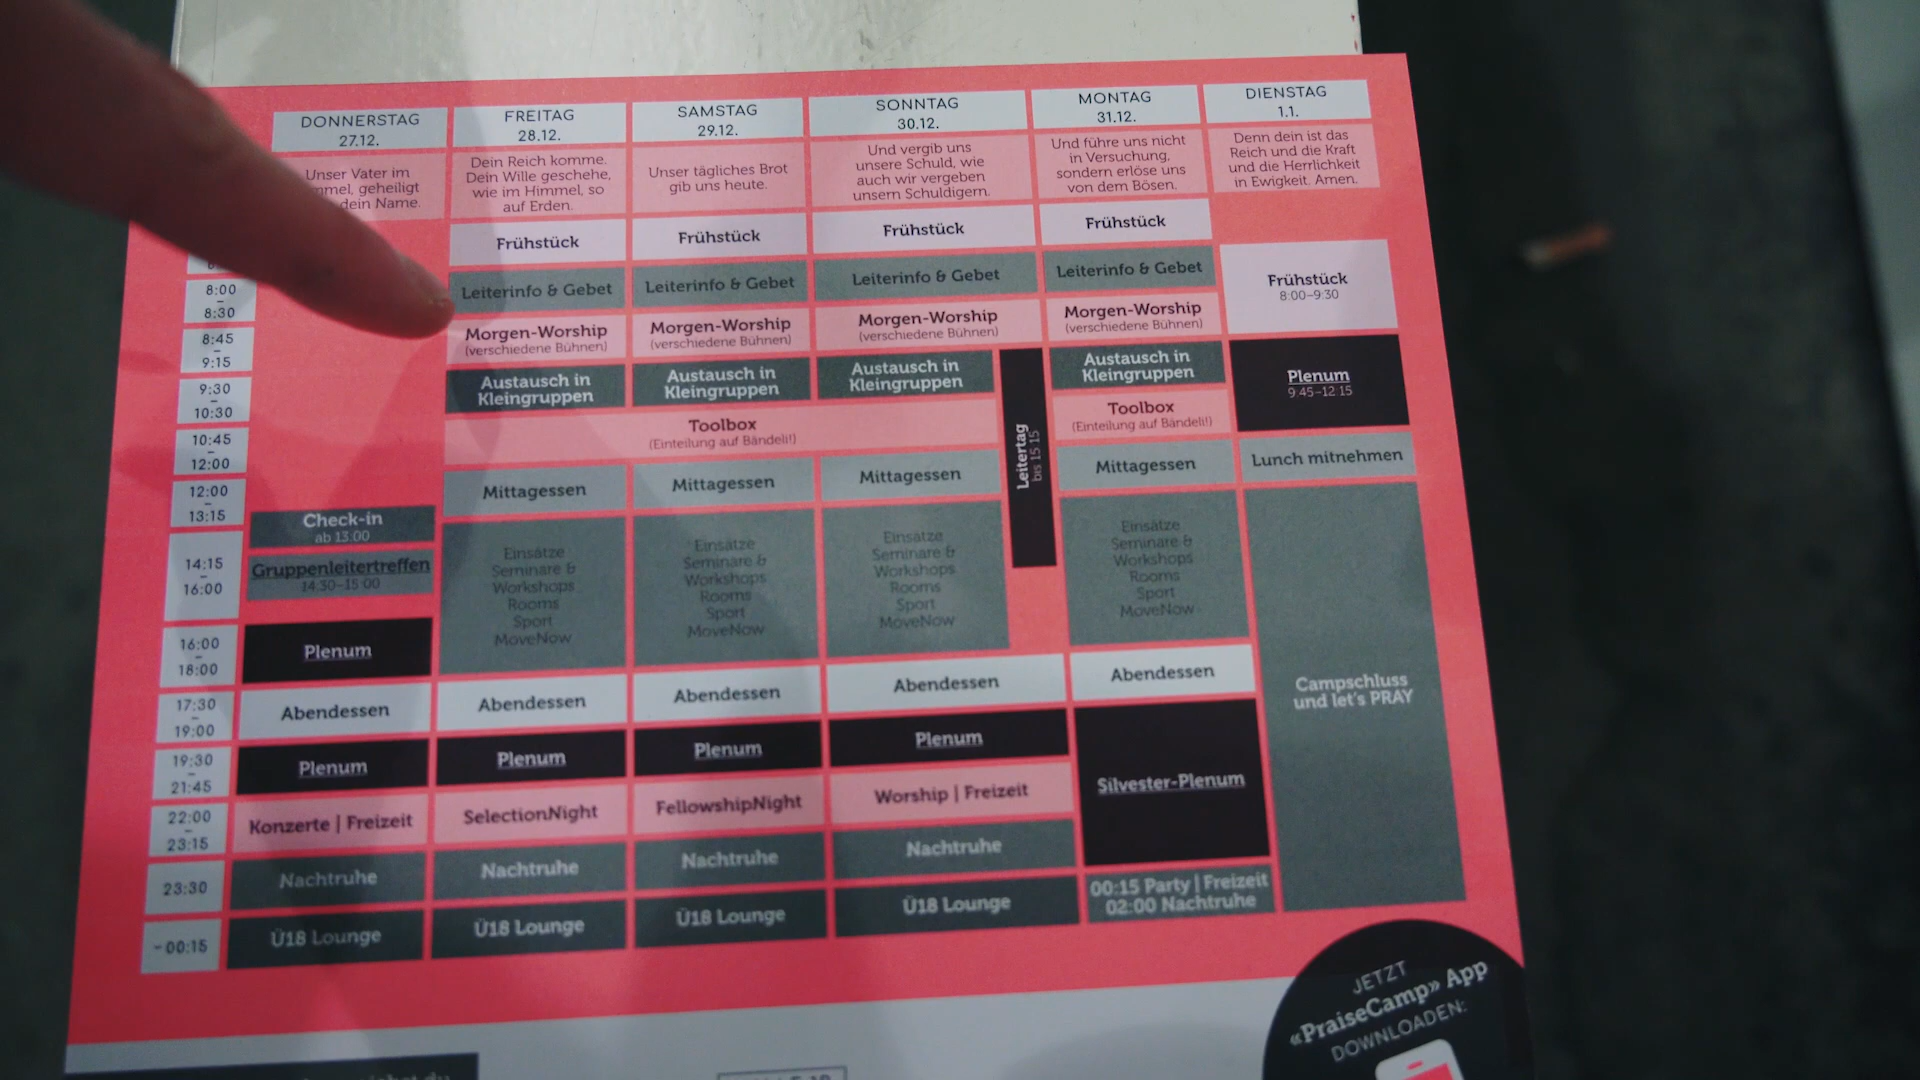 DONNERSTAG
27.12.
FREITAG
28.12.
SAMSTAG
29.12.
SONNTAG
30.12.
MONTAG
31.12.
DIENSTAG
1.1.
Unser Vater im
geheiligt
dein Name.
Dein Reich komme.
Dein Wille geschehe,
wie im Himmel, so
auf Erden.
Unser tägliches Brot
gib uns heute.
Und vergib uns
unsere Schuld, wie
auch wir vergeben
unsern Schuldigern.
Und führe uns nicht
in Versuchung,
sondern erlöse uns
von dem Bösen.
Denn dein ist das
Reich und die Kraft
und die Herrlichkeit
in Ewigkeit. Amen.
Frühstück
Frühstück
Frühstück
Frühstück
Frühstück
8:00–9:30
8:00
–
8:30
Leiterinfo & Gebet
Leiterinfo & Gebet
Leiterinfo & Gebet
Leiterinfo & Gebet
8:45
–
9:15
Morgen-Worship
(verschiedene Bühnen)
Morgen-Worship
(verschiedene Bühnen)
Morgen-Worship
(verschiedene Bühnen)
Morgen-Worship
(verschiedene Bühnen)
9:30
–
10:30
Austausch in
Kleingruppen
Austausch in
Kleingruppen
Austausch in
Kleingruppen
Leitertag
bis 15:15
Austausch in
Kleingruppen
Plenum
9:45–12:15
10:45
–
12:00
Toolbox
(Einteilung auf Bändeli!)
Toolbox
(Einteilung auf Bändeli!)
12:00
–
13:15
Mittagessen
Mittagessen
Mittagessen
Mittagessen
Lunch mitnehmen
Check-in
ab 13:00
14:15
–
16:00
Gruppenleitertreffen
14:30–15:00
Einsätze
Seminare &
Workshops
Rooms
Sport
MoveNow
Einsätze
Seminare &
Workshops
Rooms
Sport
MoveNow
Einsätze
Seminare &
Workshops
Rooms
Sport
MoveNow
Einsätze
Seminare &
Workshops
Rooms
Sport
MoveNow
Campschluss
und let's PRAY
16:00
–
18:00
Plenum
17:30
–
19:00
Abendessen
Abendessen
Abendessen
Abendessen
Abendessen
19:30
–
21:45
Plenum
Plenum
Plenum
Plenum
Silvester-Plenum
22:00
–
23:15
Konzerte | Freizeit
SelectionNight
FellowshipNight
Worship | Freizeit
23:30
Nachtruhe
Nachtruhe
Nachtruhe
Nachtruhe
00:15 Party | Freizeit
02:00 Nachtruhe
-00:15
Ü18 Lounge
Ü18 Lounge
Ü18 Lounge
Ü18 Lounge
JETZT
«PraiseCamp» App
DOWNLOADEN: